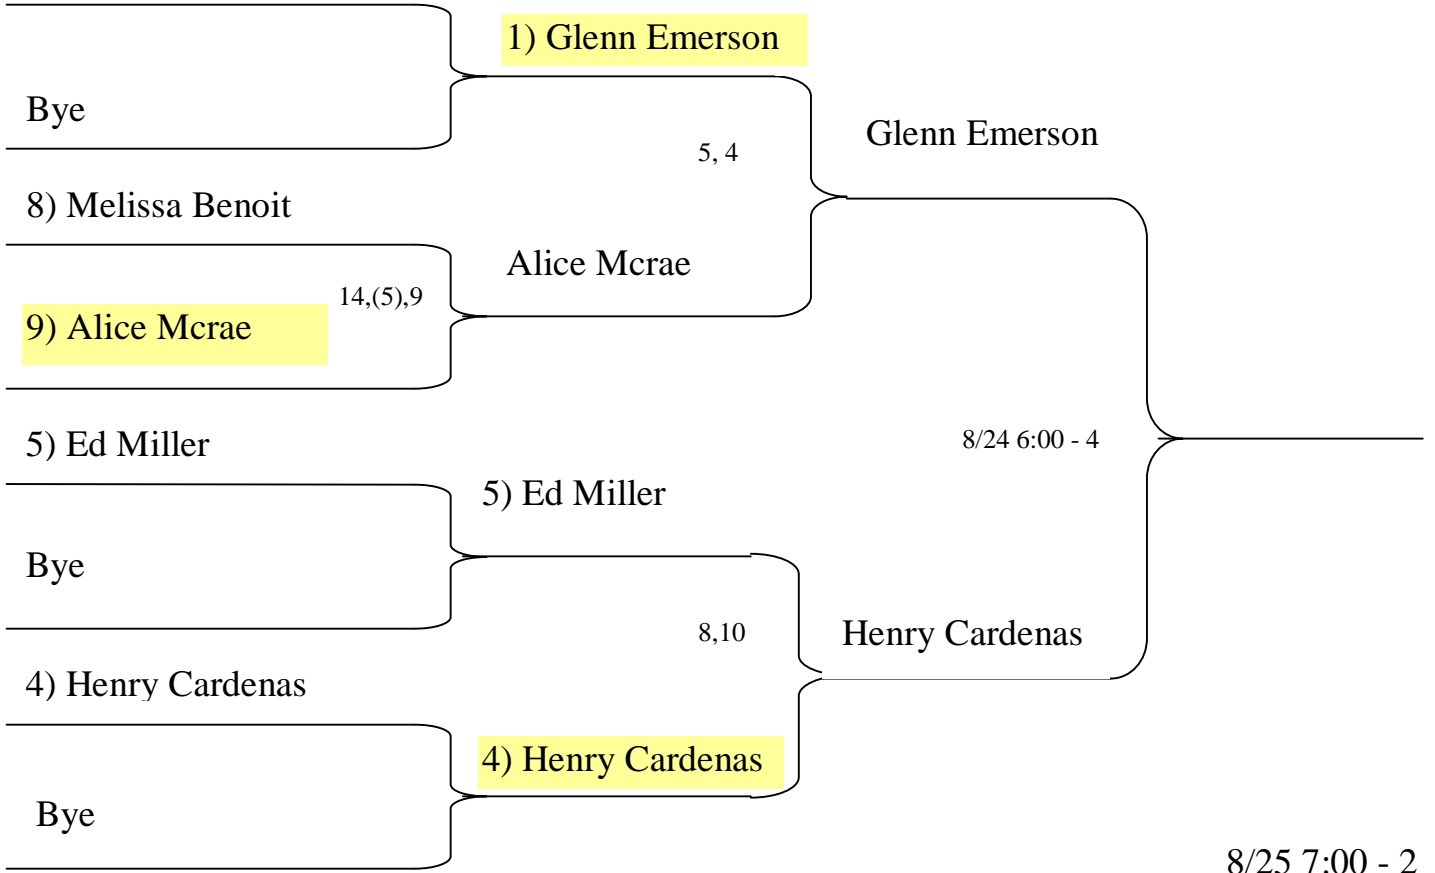 1) Glenn Emerson
Bye
Glenn Emerson
5, 4
8) Melissa Benoit
Alice Mcrae
14,(5),9
9) Alice Mcrae
5) Ed Miller
8/24 6:00 - 4
5) Ed Miller
Bye
8,10
Henry Cardenas
4) Henry Cardenas
4) Henry Cardenas
Bye
8/25 7:00 - 2